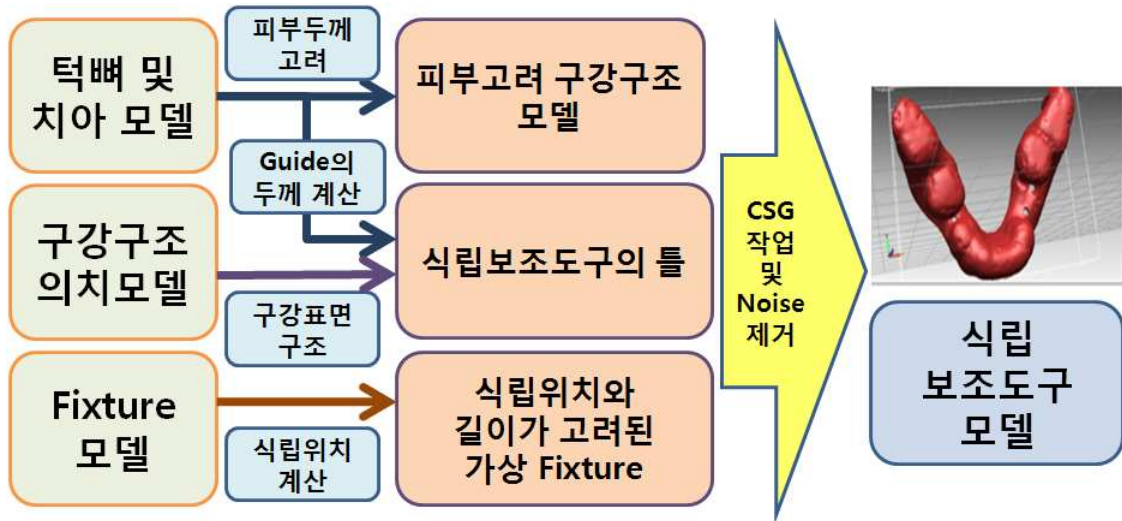 턱뼈 및
치아 모델
피부두께
고려
피부고려 구강구조
모델
Guide의
두께 계산
구강구조
의치모델
구강표면
구조
식립보조도구의 틀
Fixture
모델
식립위치
계산
식립위치와
길이가 고려된
가상 Fixture
CSG
작업
및
Noise
제거
식립
보조도구
모델